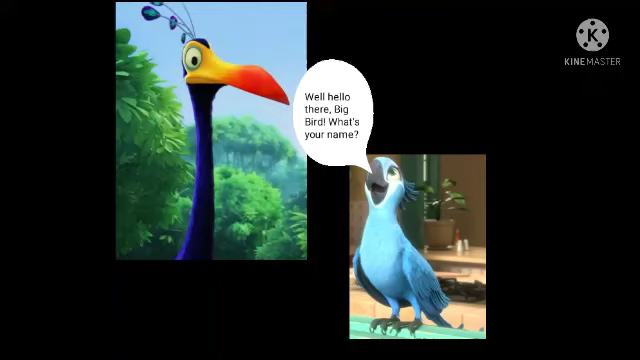 K
KINEMASTER
Well hello
there, Big
Bird! What's
your name?